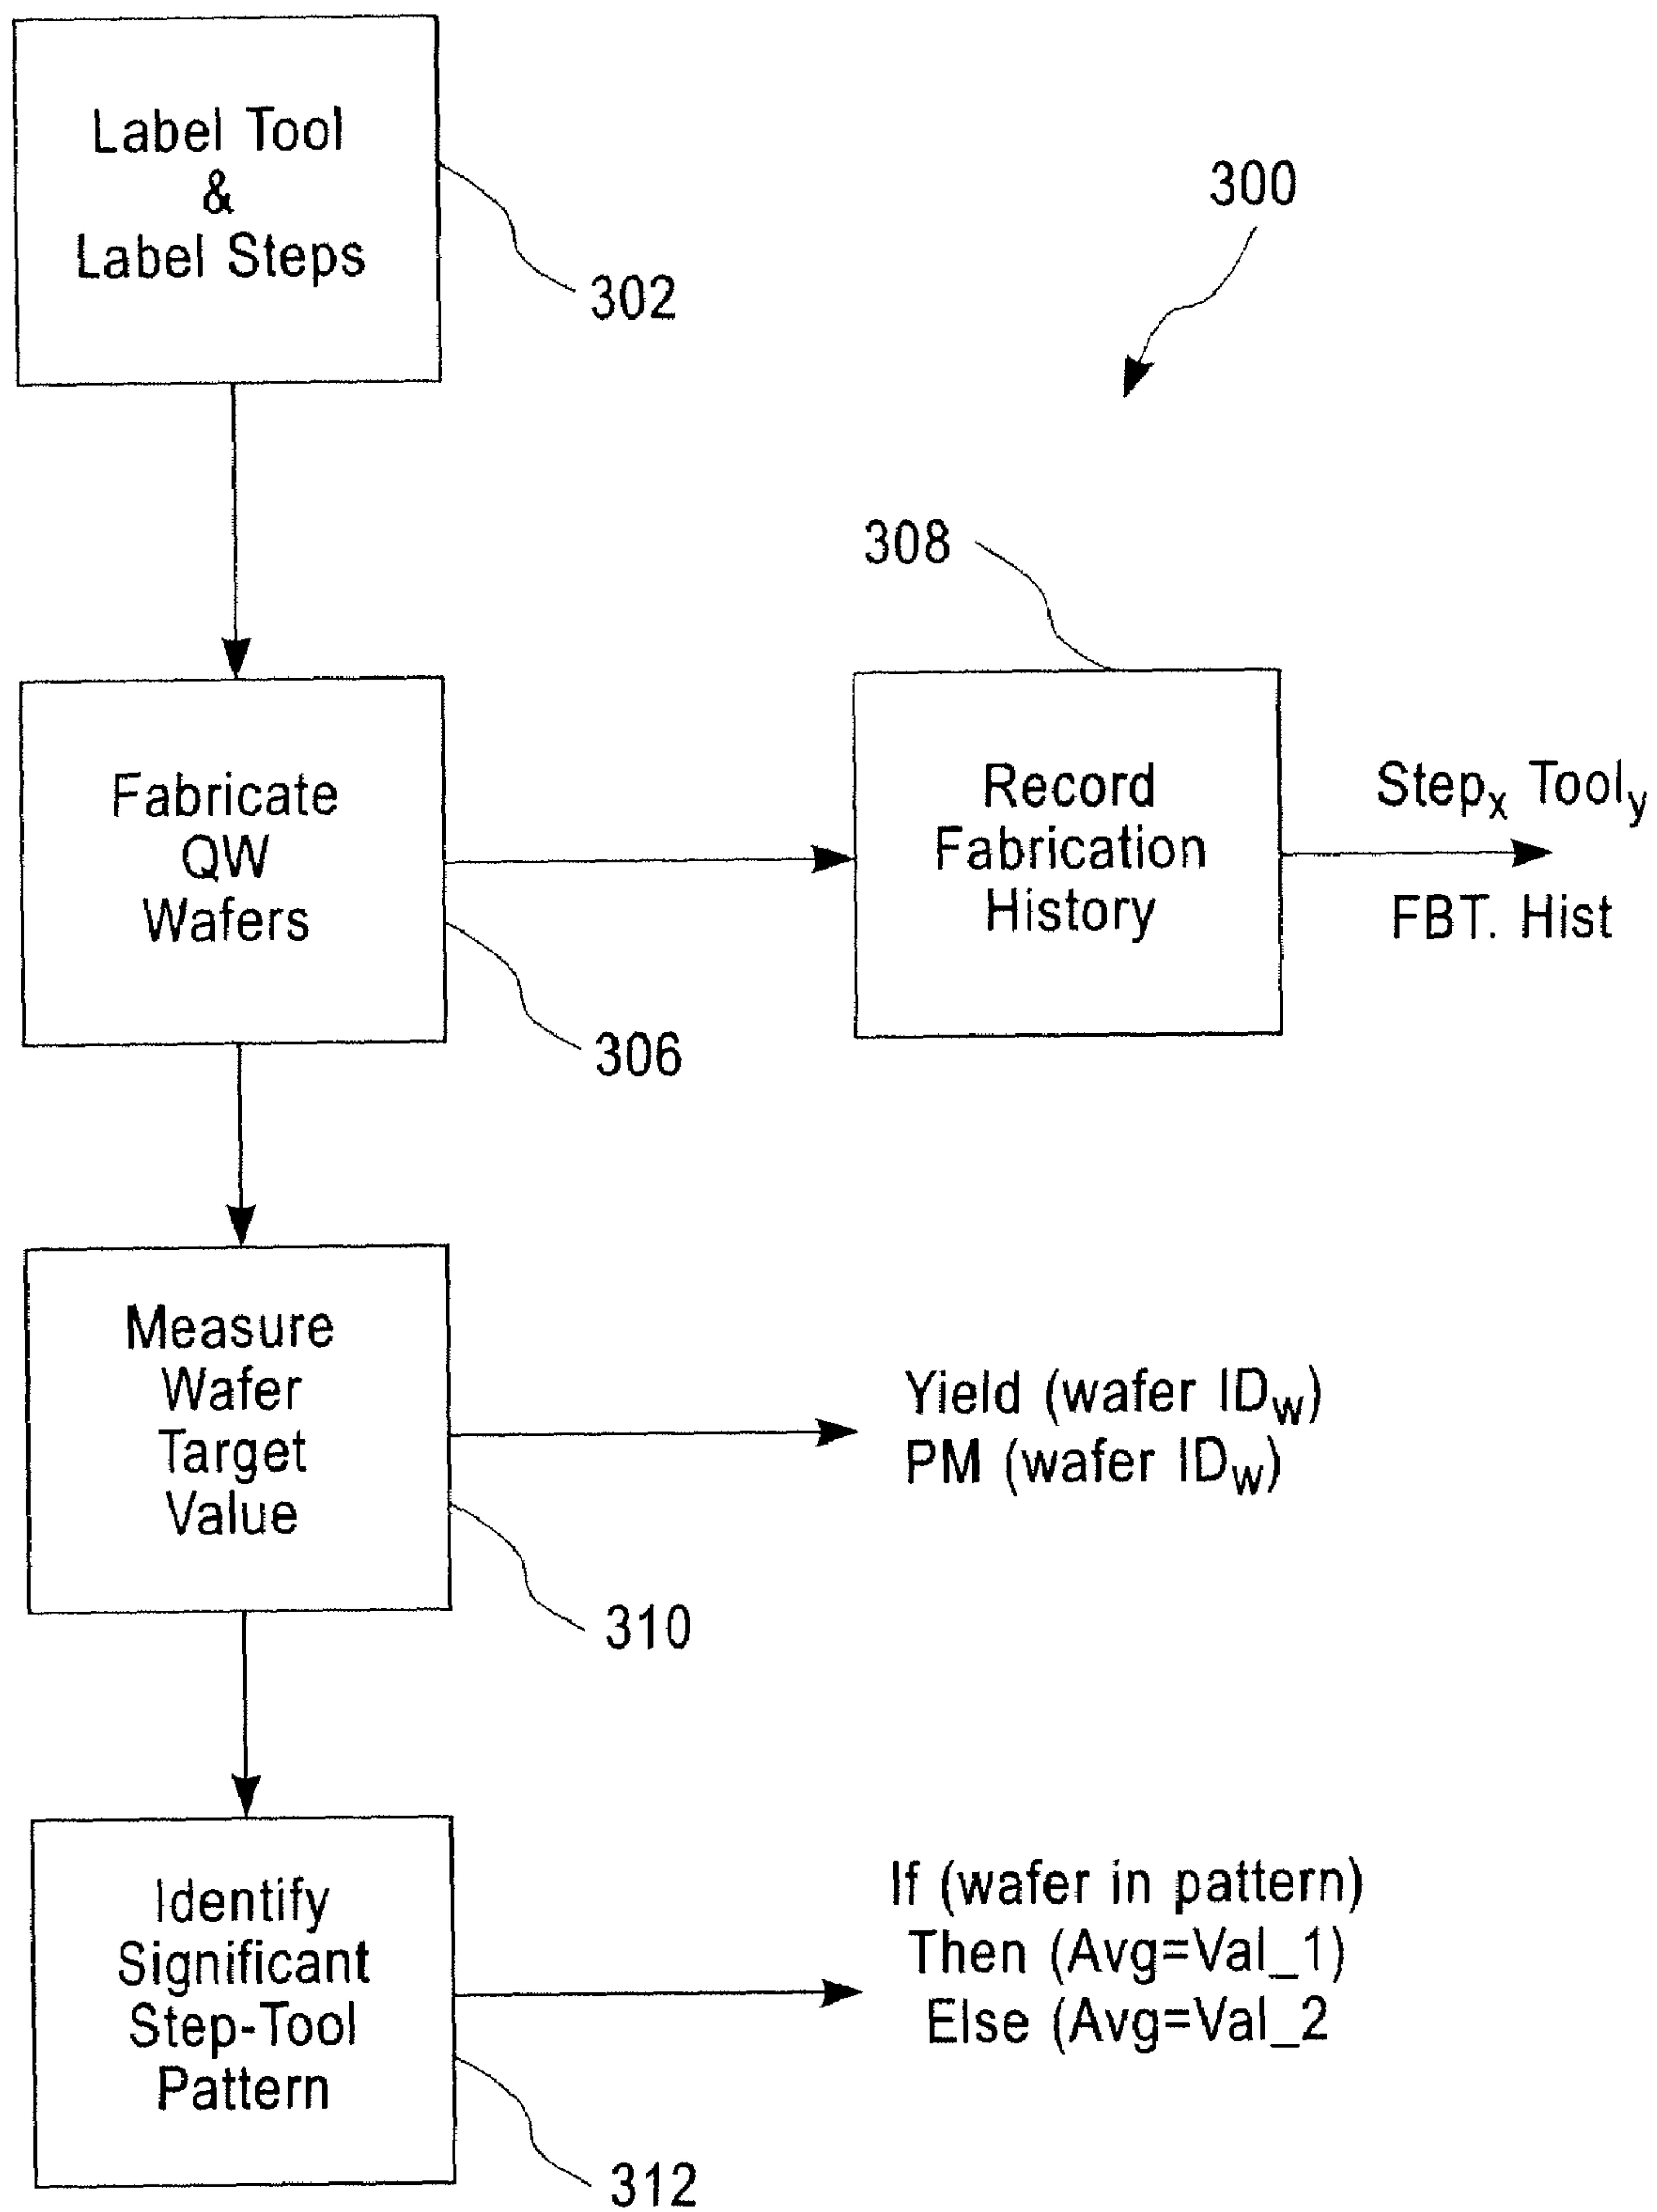 Label Tool
&
Label Steps
302
300
308
Fabricate
QW
Wafers
306
Record
Fabrication
History
Stepx Tooly
FBT. Hist
Measure
Wafer
Target
Value
310
Yield (wafer IDw)
PM (wafer IDw)
Identify
Significant
Step-Tool
Pattern
312
If (wafer in pattern)
Then (Avg=Val_1)
Else (Avg=Val_2